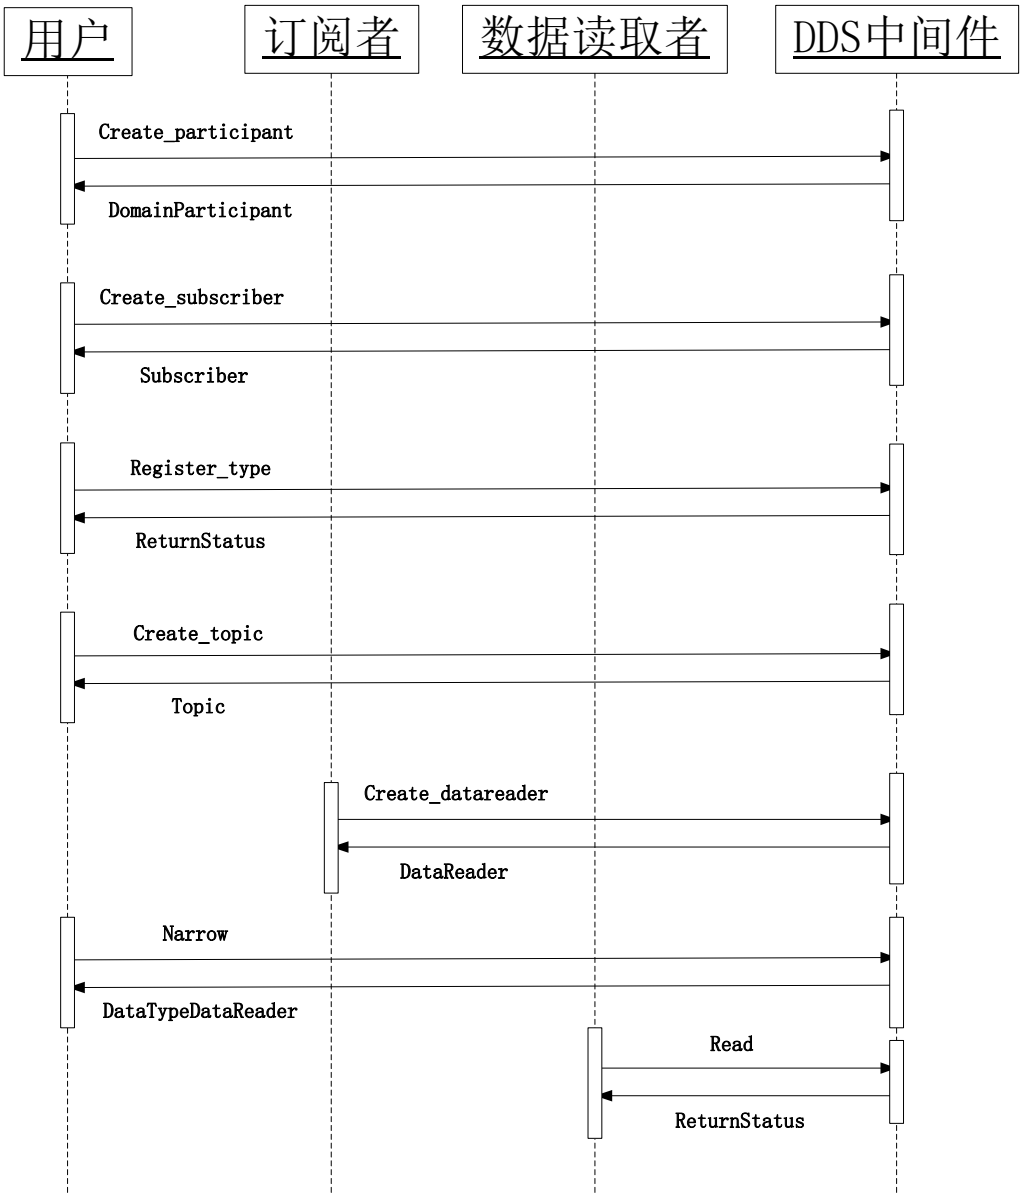 用户
订阅者
数据读取者
DDS中间件
Create_participant
DomainParticipant
Create_subscriber
Subscriber
Register_type
ReturnStatus
Create_topic
Topic
Create_datareader
DataReader
Narrow
DataTypeDataReader
Read
ReturnStatus